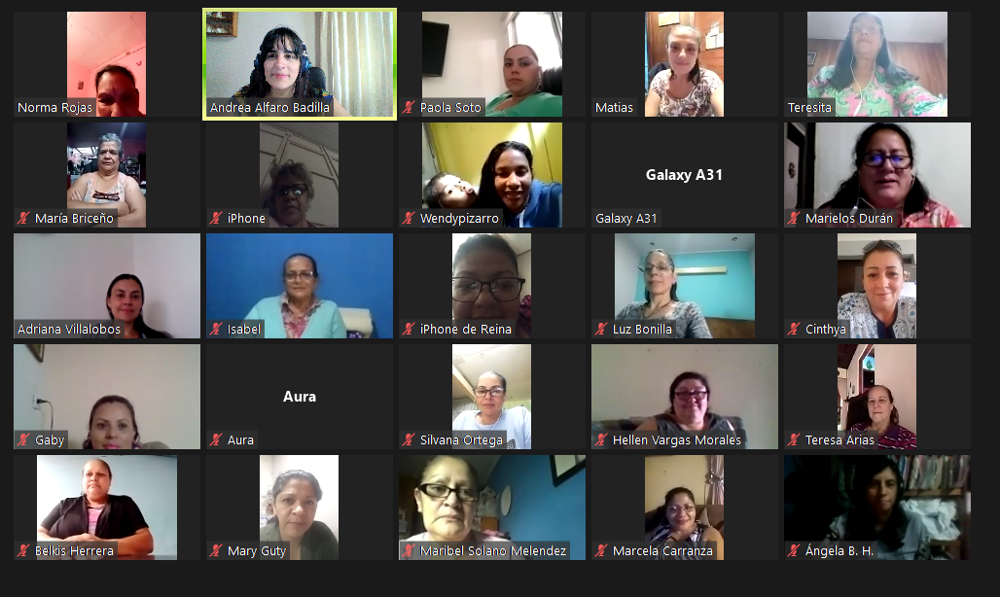 Norma Rojas
Andrea Alfaro Badilla
Paola Soto
Matias
Teresita
María Briceño
iPhone
Wendypizarro
Galaxy A31
Galaxy A31
Marielos Durán
Adriana Villalobos
Isabel
iPhone de Reina
Luz Bonilla
Cinthya
Gaby
Aura
Aura
Silvana Ortega
Hellen Vargas Morales
Teresa Arias
Belkis Herrera
Mary Guty
Maribel Solano Melendez
Marcela Carranza
Ángela B. H.